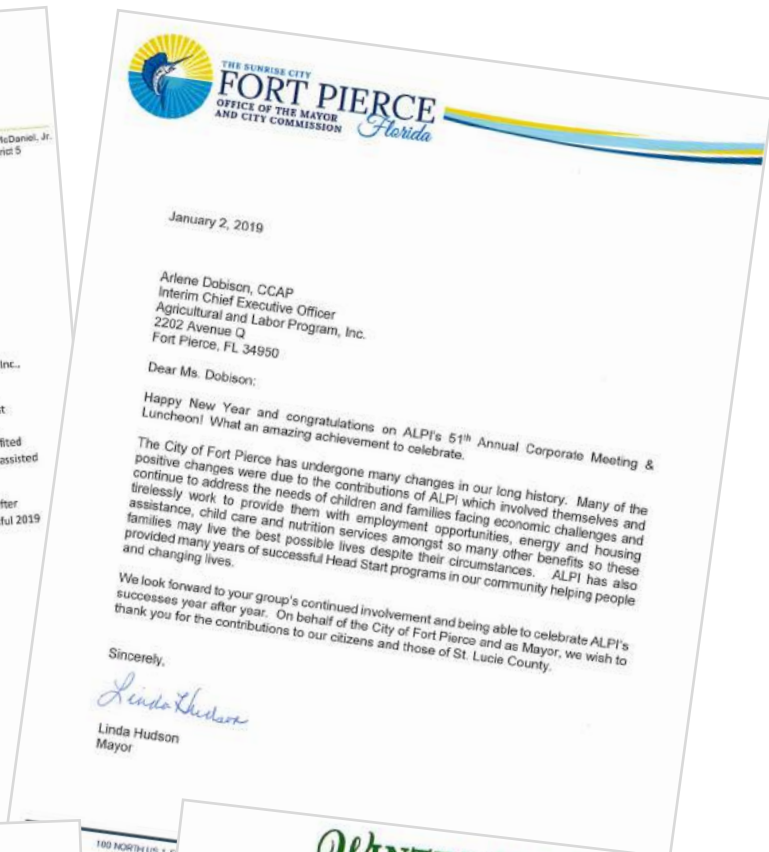 McDaniel, Jr.
Inc.,
assisted
ful 2019
THE SUNRISE CITY
FORT PIERCE
OFFICE OF THE MAYOR
AND CITY COMMISSION
Florida
January 2, 2019
Arlene Dobison, CCAP
Interim Chief Executive Officer
Agricultural and Labor Program, Inc.
2202 Avenue Q
Fort Pierce, FL 34950
Dear Ms. Dobison:
Happy New Year and congratulations on ALPI's 51th Annual Corporate Meeting &
Luncheon! What an amazing achievement to celebrate.
The City of Fort Pierce has undergone many changes in our long history. Many of the
positive changes were due to the contributions of ALPI which involved themselves and
continue to address the needs of children and families facing economic challenges and
tirelessly work to provide them with employment opportunities, energy and housing
assistance, child care and nutrition services amongst so many other benefits so these
families may live the best possible lives despite their circumstances. ALPI has also
provided many years of successful Head Start programs in our community helping people
and changing lives.
We look forward to your group's continued involvement and being able to celebrate ALPI's
successes year after year. On behalf of the City of Fort Pierce and as Mayor, we wish to
thank you for the contributions to our citizens and those of St. Lucie County.
Sincerely,
Linda Hudson
Linda Hudson
Mayor
100 NORTH US